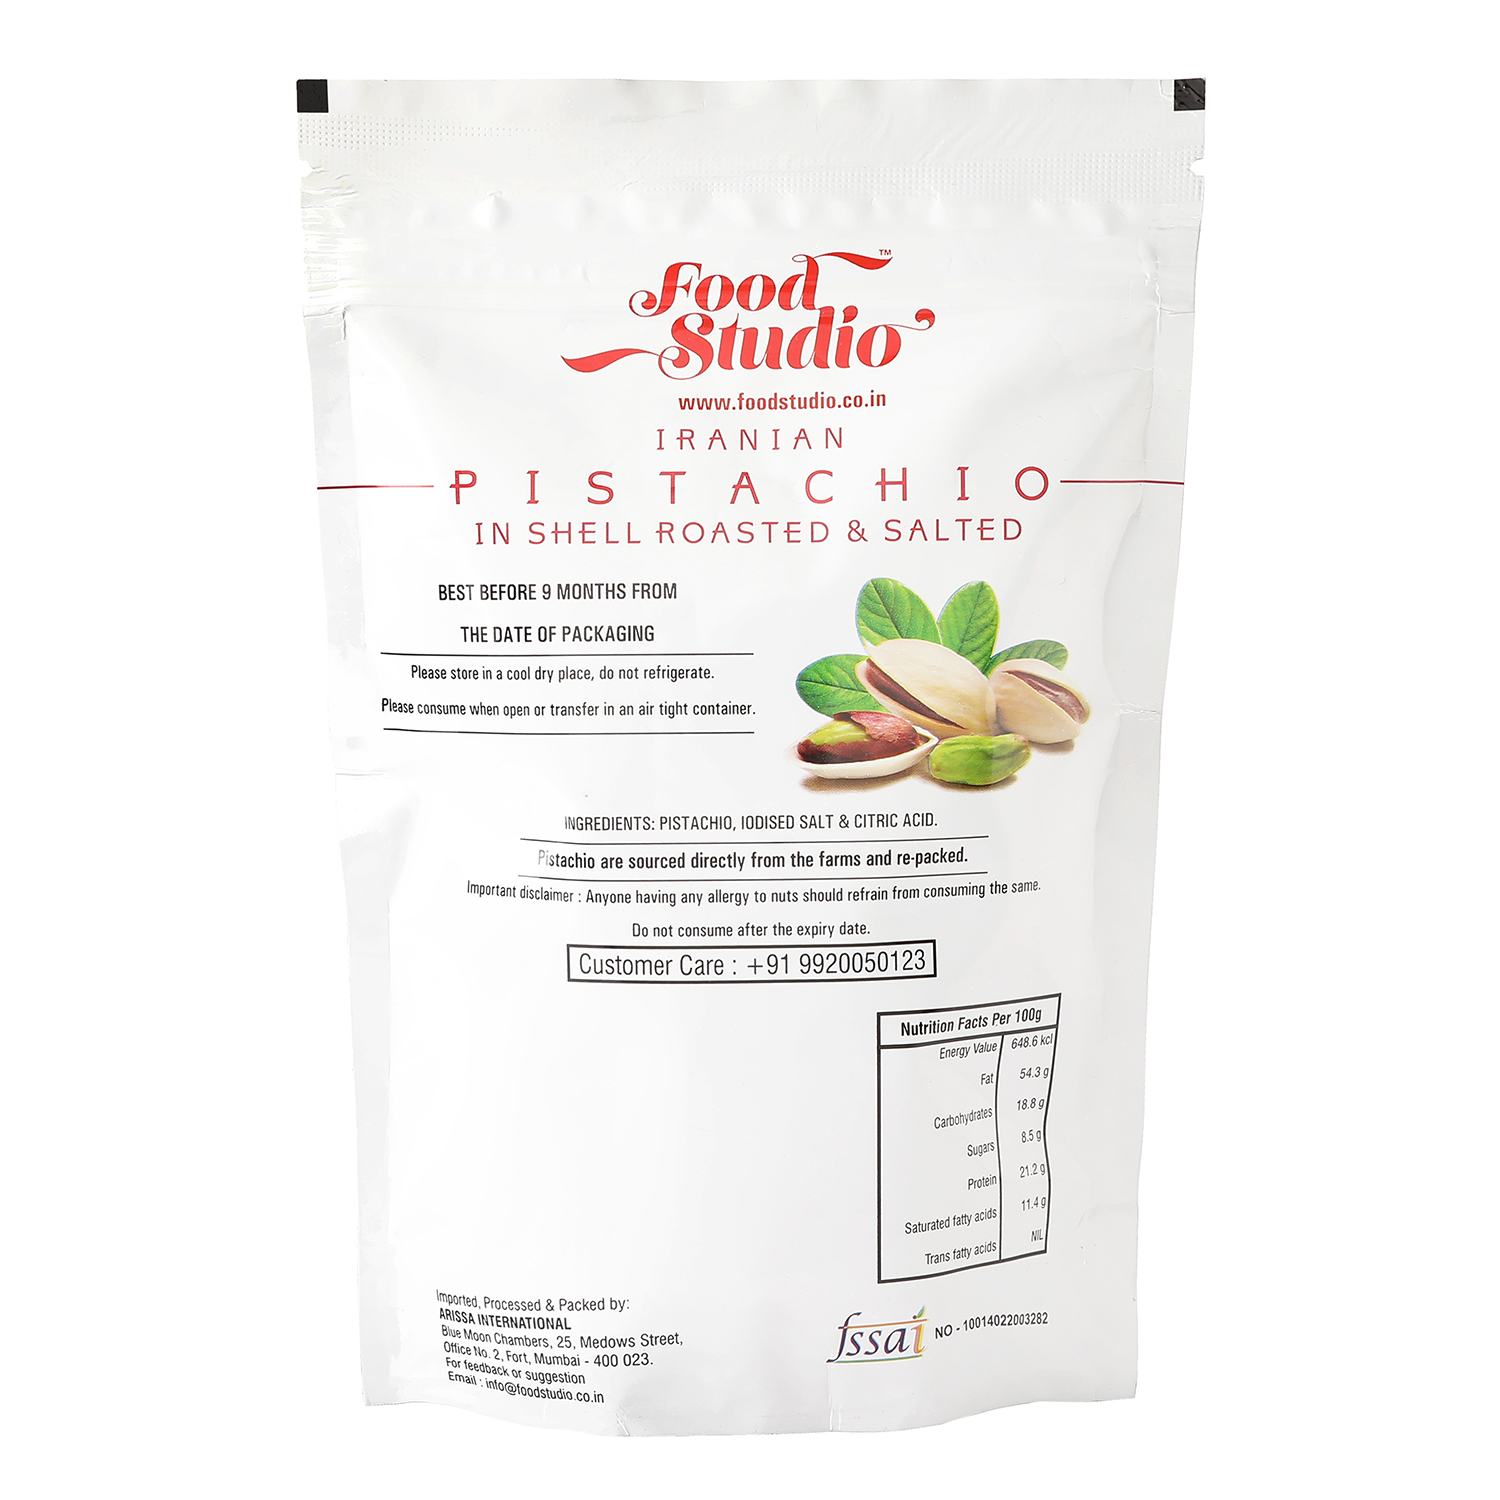 Food™
Studio
www.foodstudio.co.in
IRANIAN
PISTACHIO
IN SHELL ROASTED & SALTED
BEST BEFORE 9 MONTHS FROM
THE DATE OF PACKAGING
Please store in a cool dry place, do not refrigerate.
Please consume when open or transfer in an air tight container.
INGREDIENTS: PISTACHIO, IODISED SALT & CITRIC ACID.
Pistachio are sourced directly from the farms and re-packed.
Important disclaimer : Anyone having any allergy to nuts should refrain from consuming the same.
Do not consume after the expiry date.
Customer Care : +91 9920050123
Nutrition Facts Per 100g
Energy Value 648.6 kcl
Fat 54.3 g
Carbohydrates 18.8 g
Sugars 8.5 g
Protein 21.2 g
Saturated fatty acids 11.4 g
Trans fatty acids NIL
Imported, Processed & Packed by:
ARISSA INTERNATIONAL
Blue Moon Chambers, 25, Medows Street,
Office No. 2, Fort, Mumbai - 400 023.
For feedback or suggestion
Email : info@foodstudio.co.in
fssai NO - 10014022003282